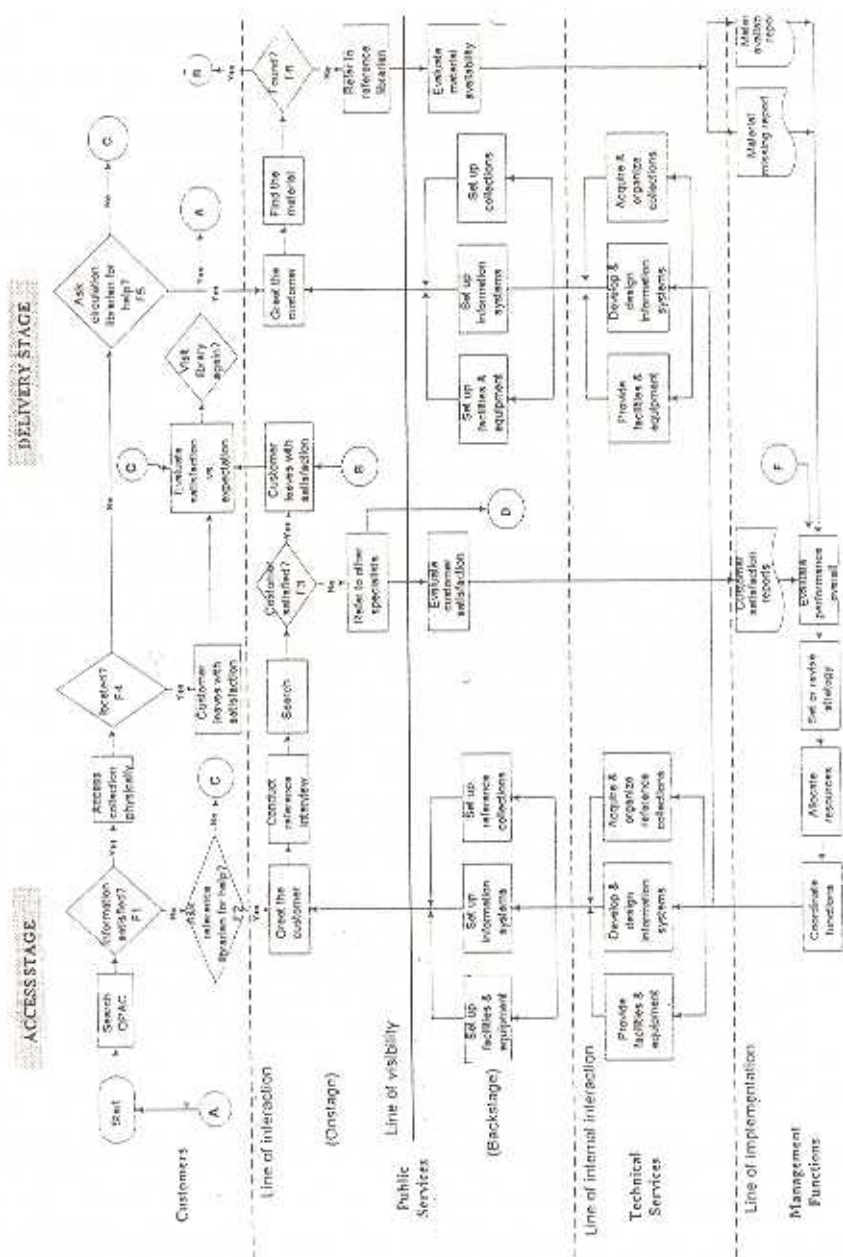 ACCESS STAGE
DELIVERY STAGE
Customers
Start
A
Search
OPAC
Information
satisfied?
F1
Yes
No
Ask
reference
librarian for help?
F2
No
C
Yes
Access
collection
physically
located?
F4
Yes
No
Customer
leaves with
satisfaction
C
Evaluate
satisfaction
vs.
expectation
Visit
library
again?
Yes
A
Ask
circulation
librarian for
help?
F5
No
C
Yes
Line of interaction
(Onstage)
Greet the
customer
Conduct
reference
interview
Search
Customer
satisfied?
F3
Yes
No
Customer
leaves with
satisfaction
B
Refer to other
specialists
D
Greet the
customer
Find the
material
Found?
F6
Yes
B
No
Refer to
reference
librarian
Line of visibility
Public
Services
(Backstage)
Set up
facilities &
equipment
Set up
information
systems
Set up
reference
collections
Evaluate
customer
satisfaction
Set up
facilities &
equipment
Set up
information
systems
Set up
collections
Evaluate
material
availability
Line of internal interaction
Technical
Services
Provide
facilities &
equipment
Develop &
design
information
systems
Acquire &
organize
reference
collections
Provide
facilities &
equipment
Develop &
design
information
systems
Acquire &
organize
collections
Line of implementation
Management
Functions
Coordinate
functions
Allocate
resources
Set or revise
strategy
Evaluate
performance
overall
Customer
satisfaction
reports
F
Material
missing report